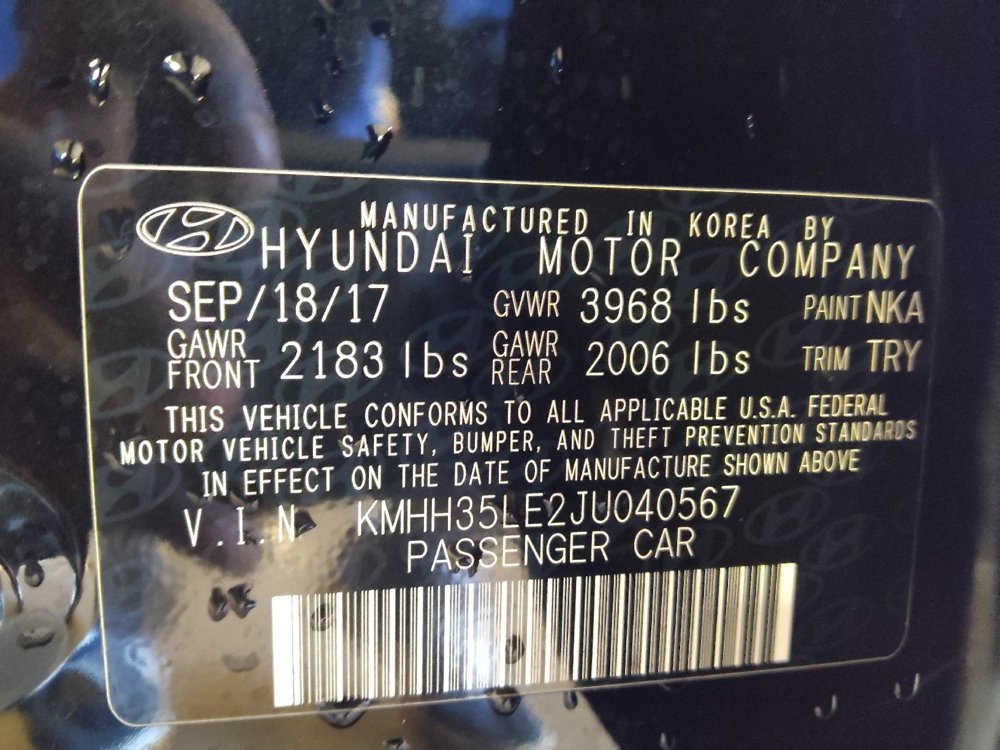 MANUFACTURED IN KOREA BY
HYUNDAI MOTOR COMPANY
SEP/18/17 GVWR 3968 lbs PAINT NKA
GAWR FRONT 2183 lbs GAWR REAR 2006 lbs TRIM TRY
THIS VEHICLE CONFORMS TO ALL APPLICABLE U.S.A. FEDERAL
MOTOR VEHICLE SAFETY, BUMPER, AND THEFT PREVENTION STANDARDS
IN EFFECT ON THE DATE OF MANUFACTURE SHOWN ABOVE
V.I.N KMHH35LE2JU040567
PASSENGER CAR